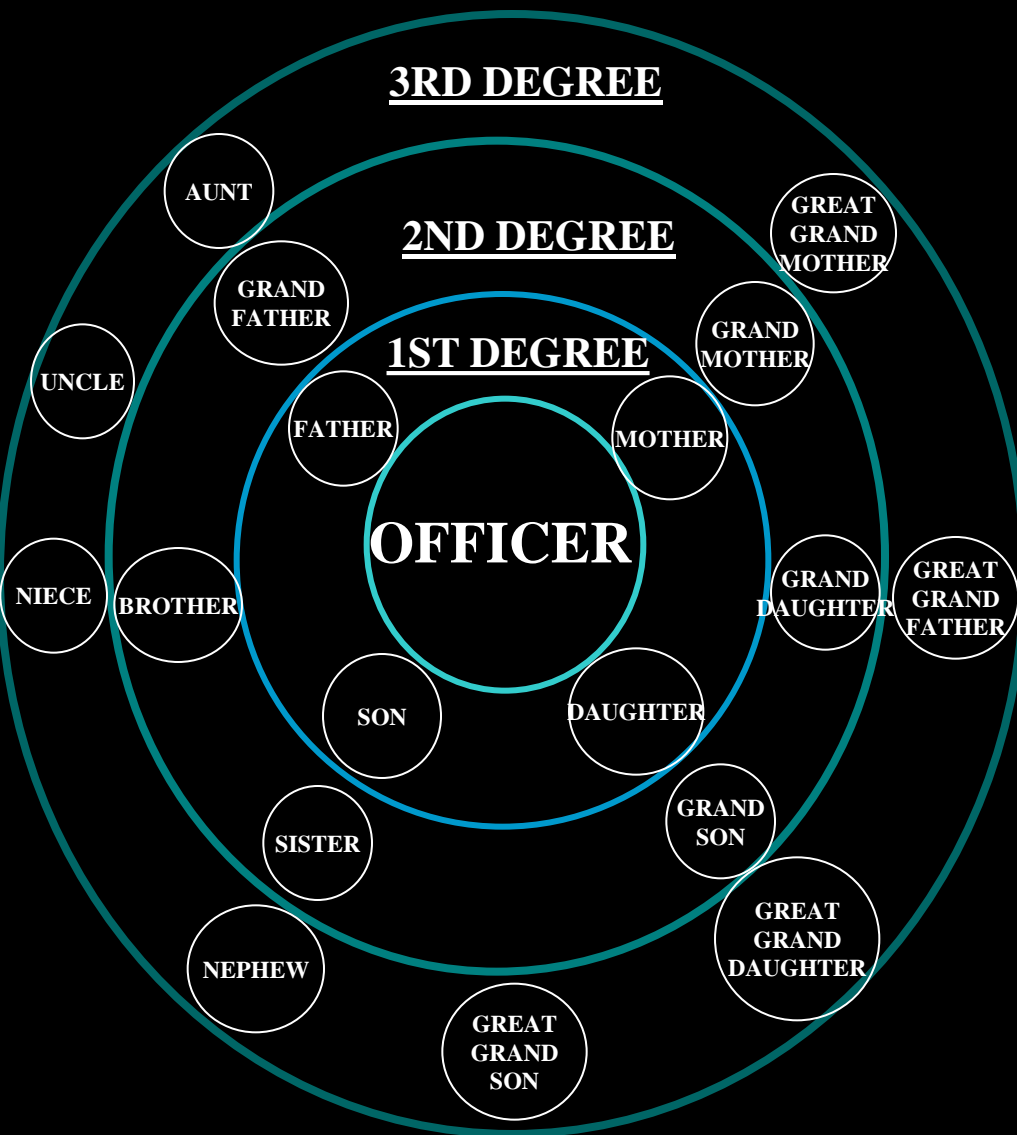 3RD DEGREE
AUNT
GREAT
GRAND
MOTHER
2ND DEGREE
GRAND
FATHER
GRAND
MOTHER
1ST DEGREE
UNCLE
FATHER
MOTHER
OFFICER
NIECE
BROTHER
GRAND
DAUGHTER
GREAT
GRAND
FATHER
SON
DAUGHTER
SISTER
GRAND
SON
NEPHEW
GREAT
GRAND
DAUGHTER
GREAT
GRAND
SON